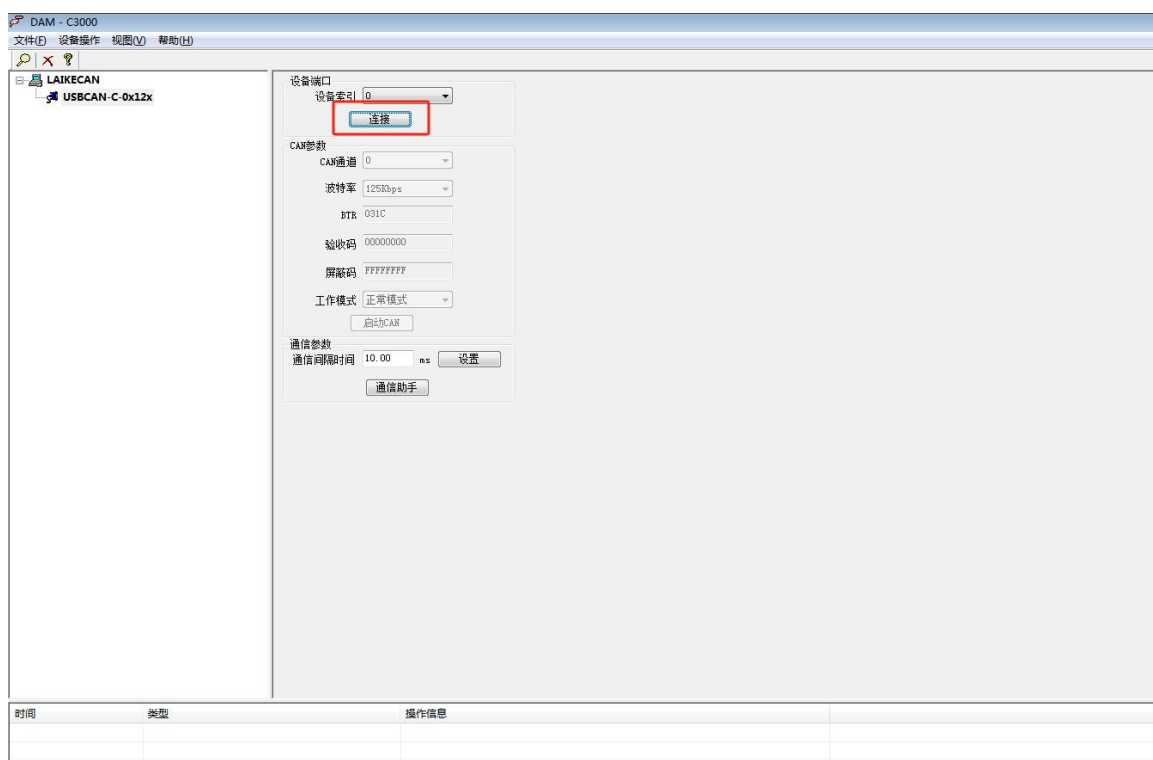 DAM - C3000
文件(F) 设备操作 视图(V) 帮助(H)
LAIKECAN
USBCAN-C-0x12x
设备端口
设备索引 0
连接
CAN参数
CAN通道 0
波特率 125Kbps
BTR 031C
验收码 00000000
屏蔽码 FFFFFFFF
工作模式 正常模式
启动CAN
通信参数
通信间隔时间 10.00 ms 设置
通信助手
时间 类型 操作信息